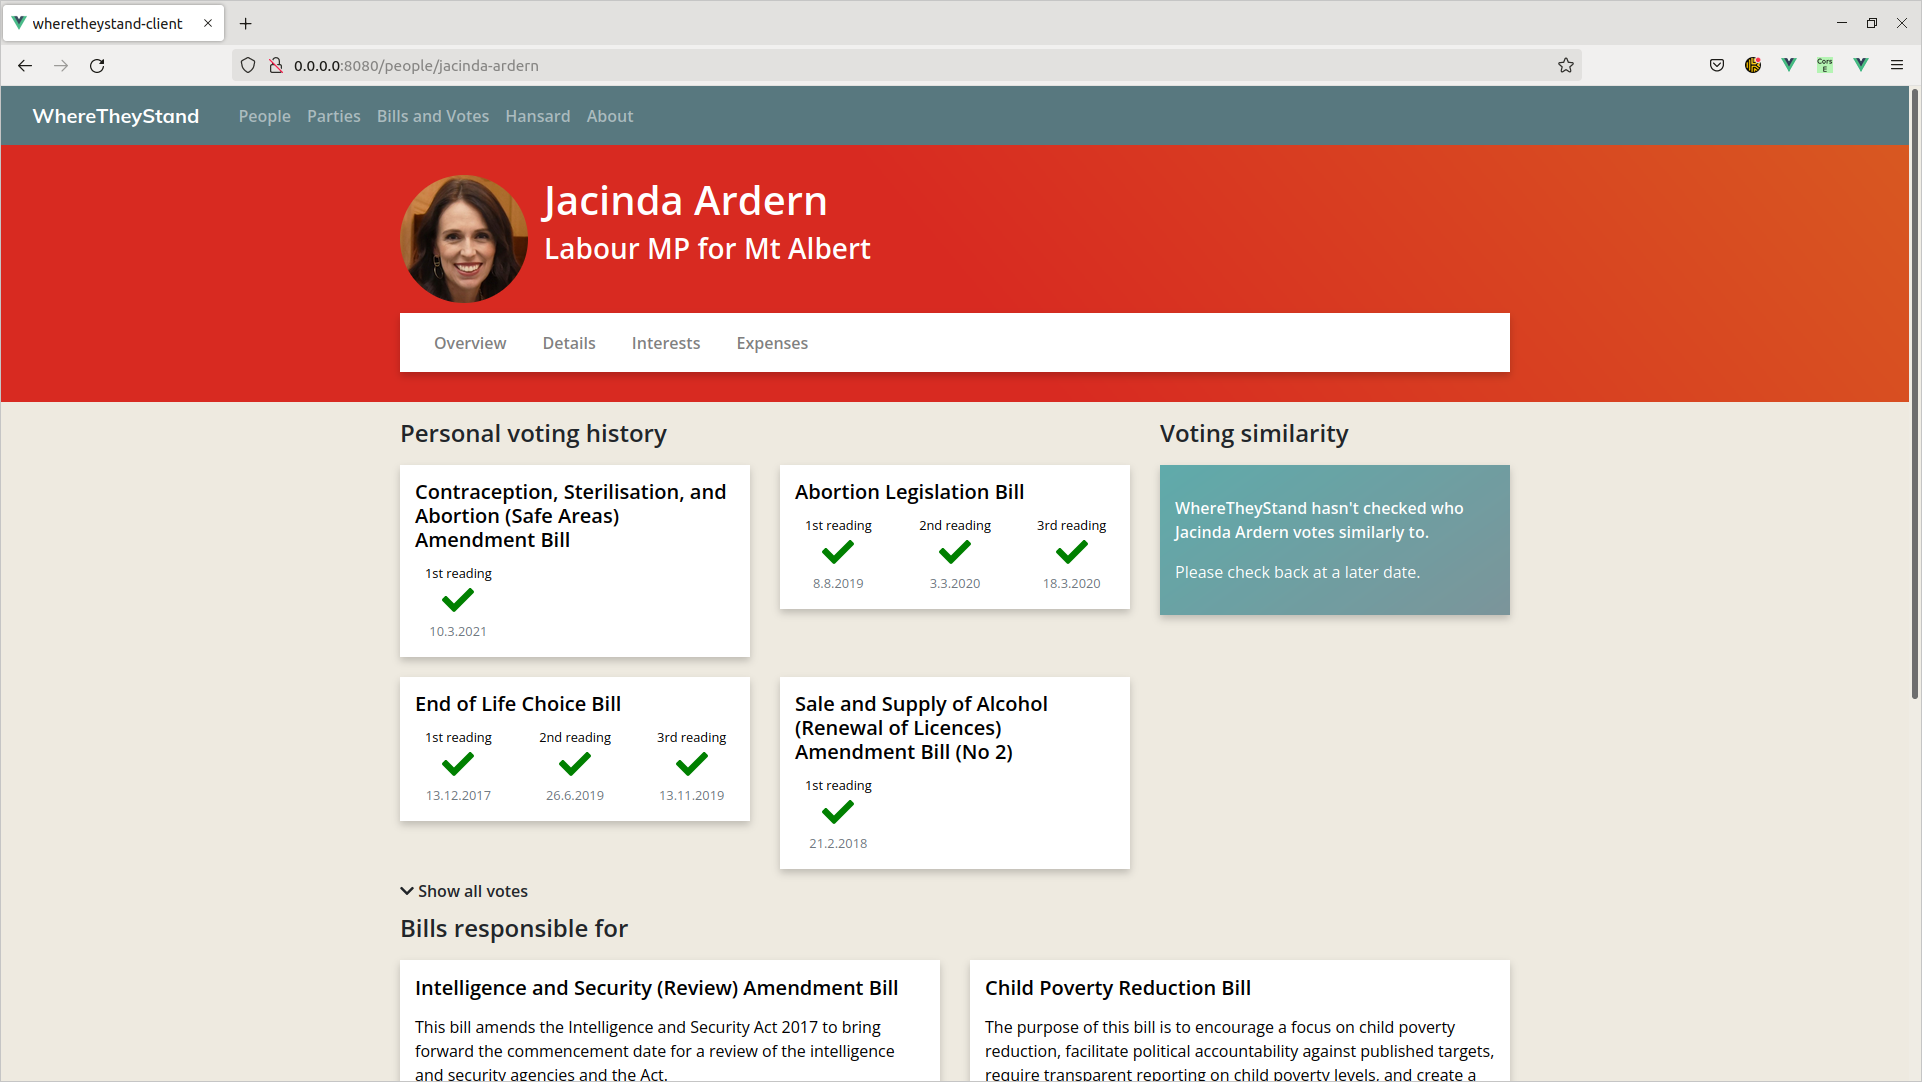 wheretheystand-client
0.0.0.0:8080/people/jacinda-ardern
Cors
E
WhereTheyStand People Parties Bills and Votes Hansard About
Jacinda Ardern
Labour MP for Mt Albert
Overview Details Interests Expenses
Personal voting history
Contraception, Sterilisation, and
Abortion (Safe Areas)
Amendment Bill
1st reading
10.3.2021
Abortion Legislation Bill
1st reading 2nd reading 3rd reading
8.8.2019 3.3.2020 18.3.2020
End of Life Choice Bill
1st reading 2nd reading 3rd reading
13.12.2017 26.6.2019 13.11.2019
Sale and Supply of Alcohol
(Renewal of Licences)
Amendment Bill (No 2)
1st reading
21.2.2018
Show all votes
Voting similarity
WhereTheyStand hasn't checked who
Jacinda Ardern votes similarly to.
Please check back at a later date.
Bills responsible for
Intelligence and Security (Review) Amendment Bill
This bill amends the Intelligence and Security Act 2017 to bring
forward the commencement date for a review of the intelligence
and security agencies and the Act.
Child Poverty Reduction Bill
The purpose of this bill is to encourage a focus on child poverty
reduction, facilitate political accountability against published targets,
require transparent reporting on child poverty levels, and create a